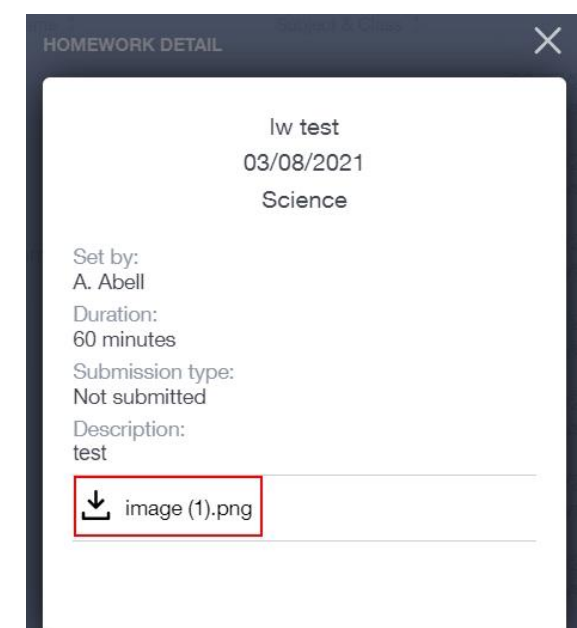 HOMEWORK DETAIL
lw test
03/08/2021
Science
Set by:
A. Abell
Duration:
60 minutes
Submission type:
Not submitted
Description:
test
image (1).png